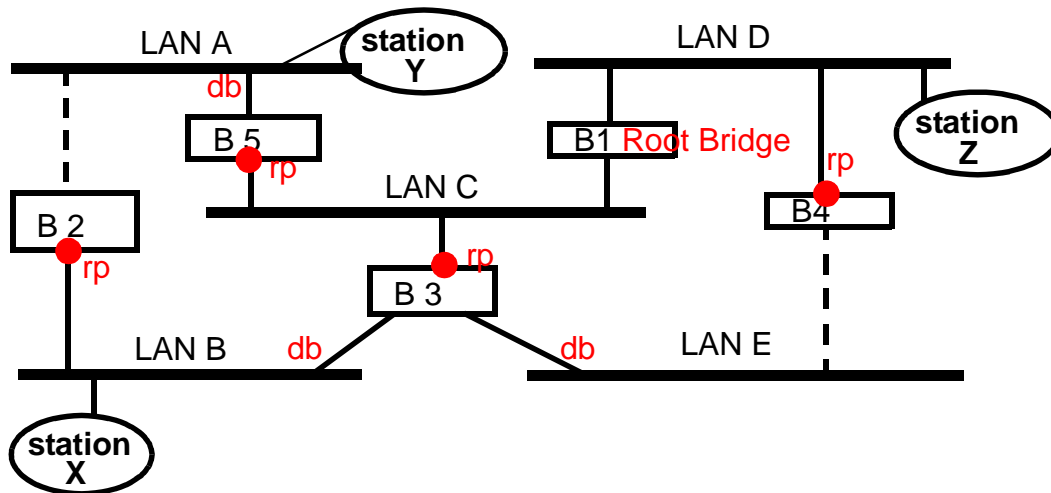 LAN A
station
Y
LAN D
db
B 5
rp
B1 Root Bridge
station
Z
rp
LAN C
B4
B 2
rp
rp
B 3
LAN B
db
db
LAN E
station
X